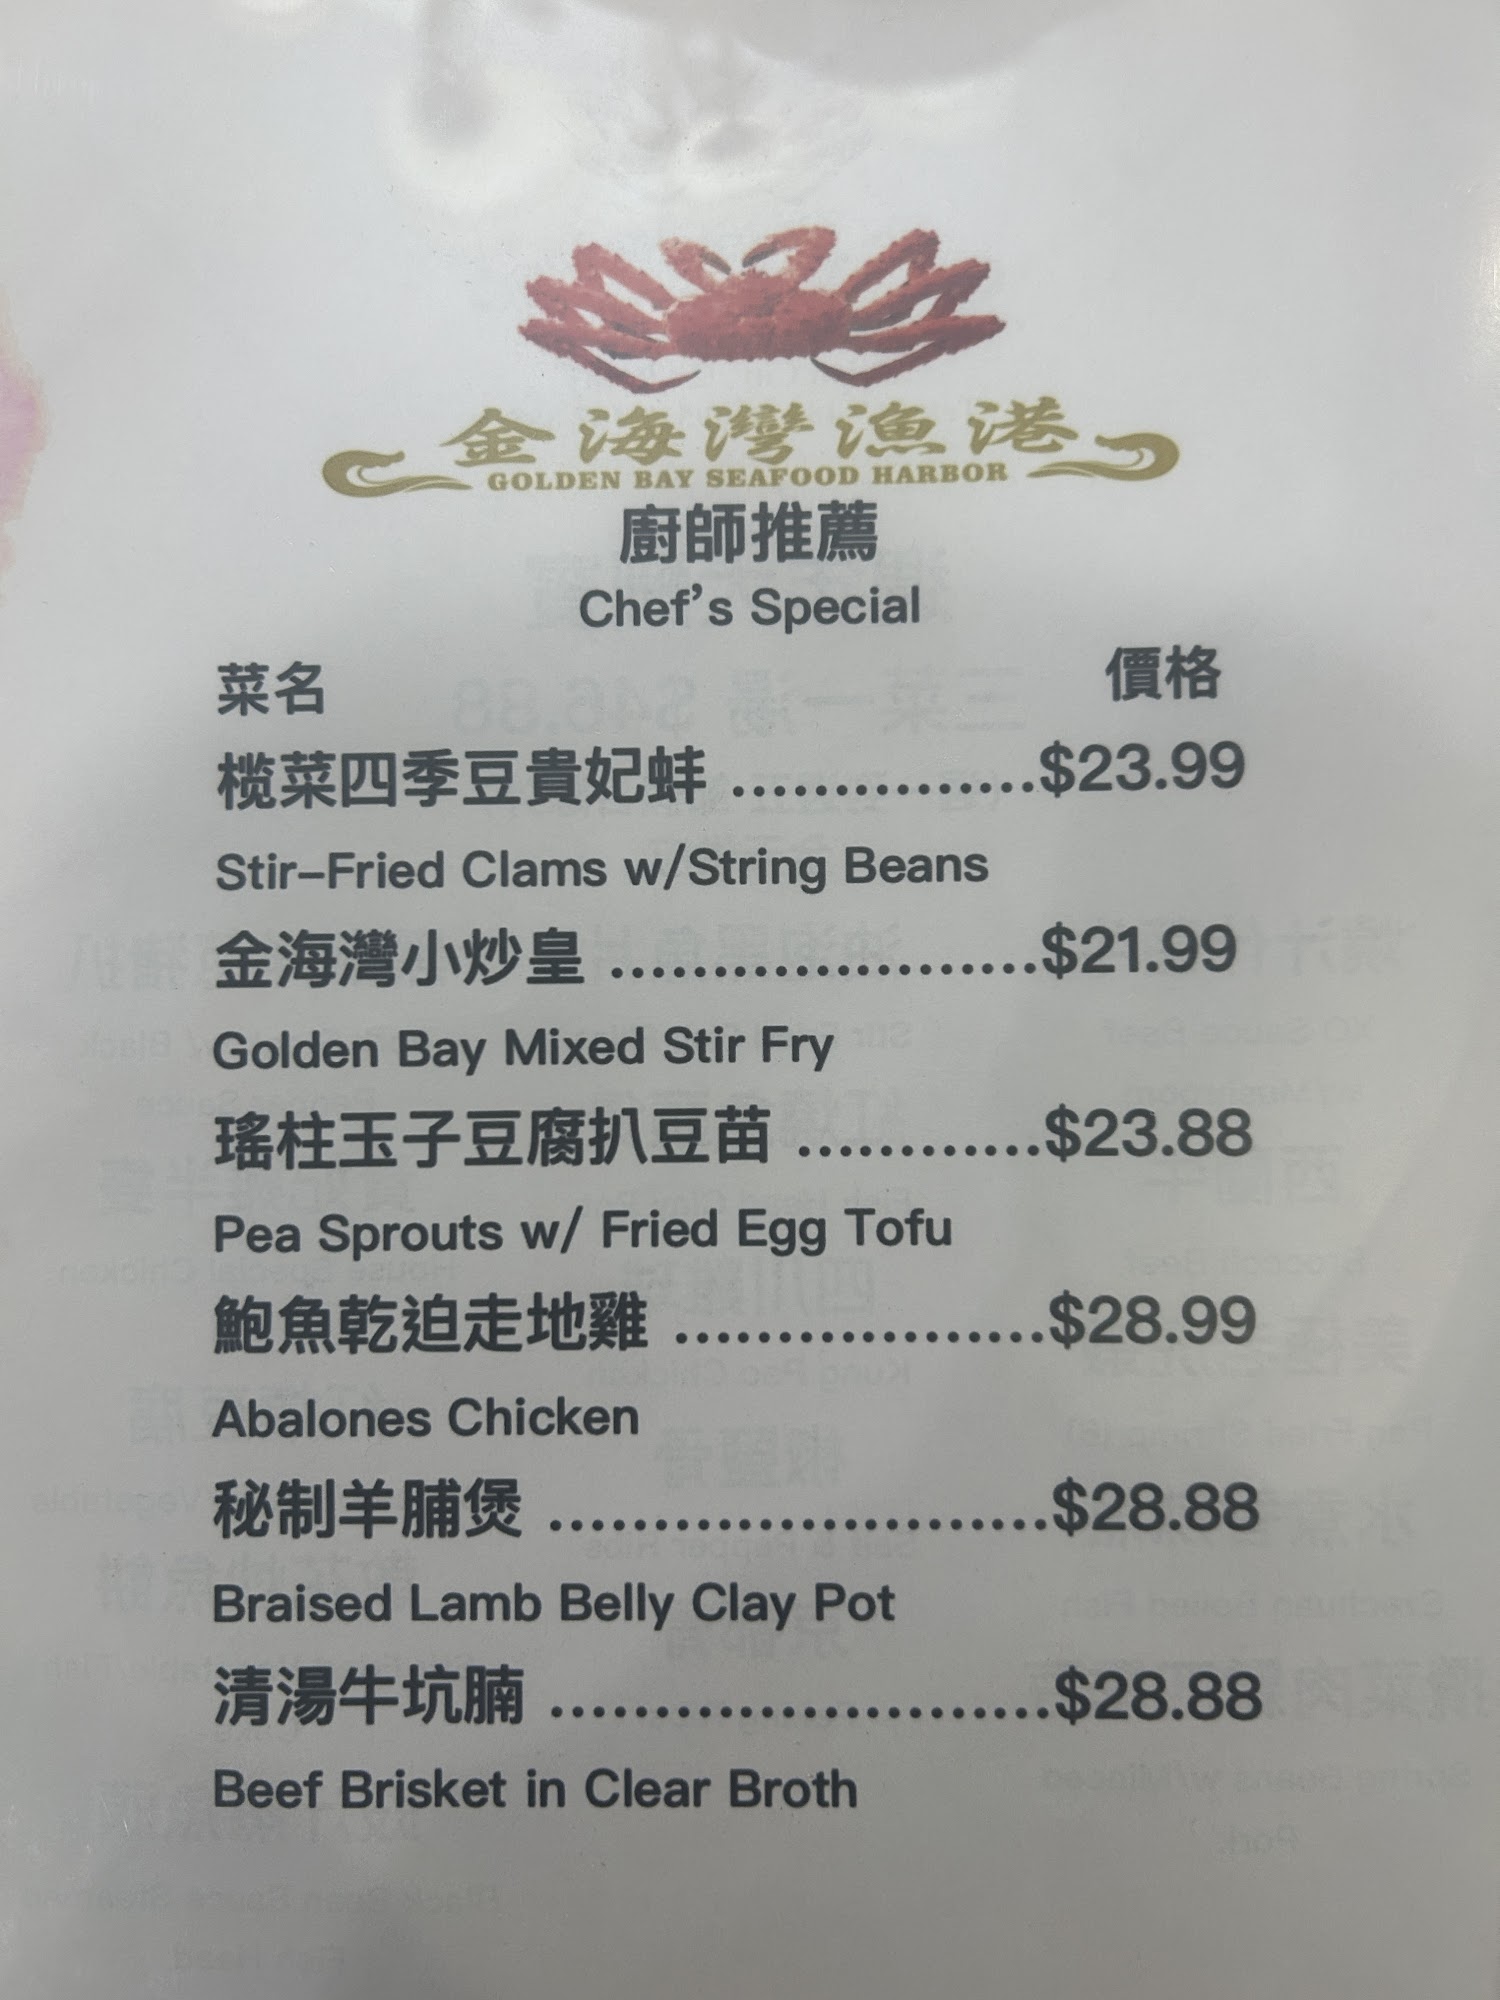 金海灣漁港
GOLDEN BAY SEAFOOD HARBOR
廚師推薦
Chef's Special
菜名 價格
榄菜四季豆貴妃蚌 ...............$23.99
Stir-Fried Clams w/String Beans
金海灣小炒皇 .....................$21.99
Golden Bay Mixed Stir Fry
瑤柱玉子豆腐扒豆苗 ............$23.88
Pea Sprouts w/ Fried Egg Tofu
鮑魚乾迫走地雞 ..................$28.99
Abalones Chicken
秘制羊脯煲 .........................$28.88
Braised Lamb Belly Clay Pot
清湯牛坑腩 .........................$28.88
Beef Brisket in Clear Broth